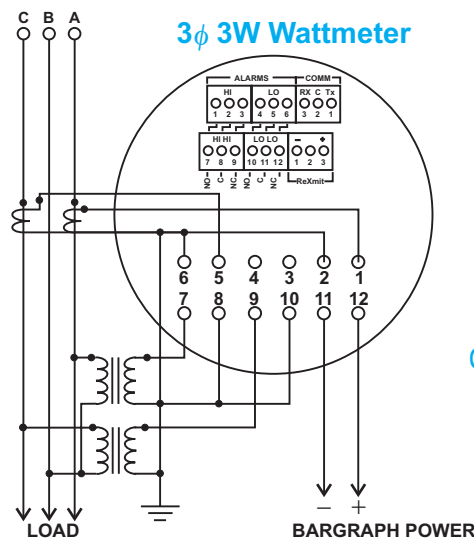 3ϕ 3W Wattmeter
C B A
ALARMS COMM
HI LO RX C Tx
1 2 3 4 5 6 3 2 1
HI HI LO LO − +
7 8 9 10 11 12 1 2 3
NO C NC NO C NC ReXmit
6 5 4 3 2 1
7 8 9 10 11 12
− +
LOAD BARGRAPH POWER